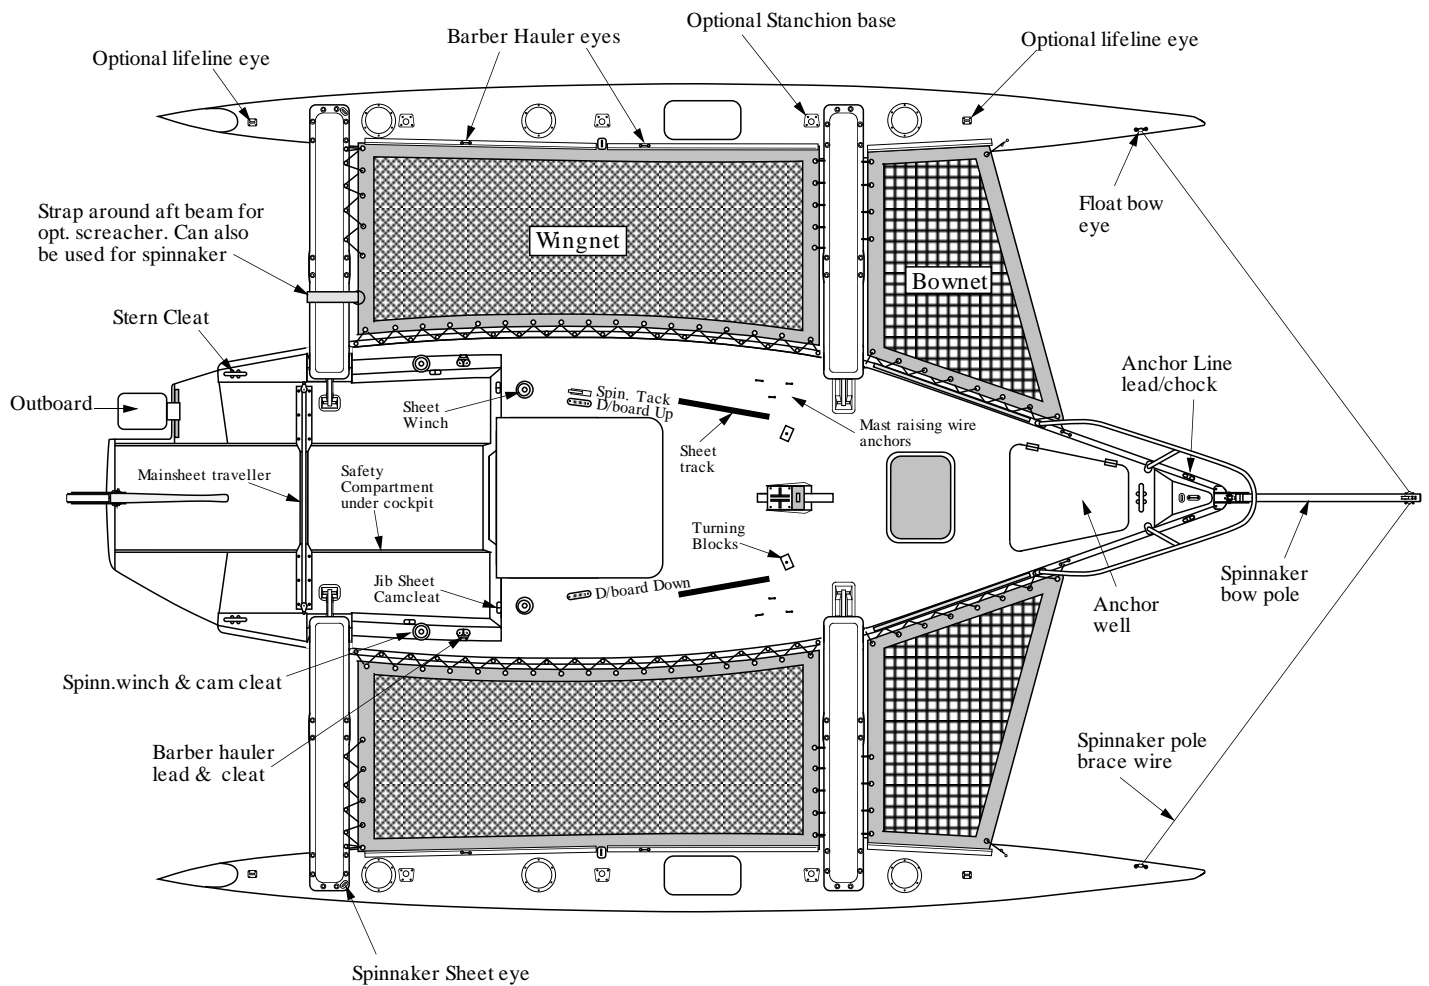 Optional Stanchion base
Barber Hauler eyes
Optional lifeline eye
Optional lifeline eye
Strap around aft beam for
opt. screacher. Can also
be used for spinnaker
Wingnet
Bownet
Float bow
eye
Stern Cleat
Anchor Line
lead/chock
Outboard
Sheet
Winch
Spin. Tack
D/board Up
Sheet
track
Mast raising wire
anchors
Mainsheet traveller
Safety
Compartment
under cockpit
Turning
Blocks
Jib Sheet
Camcleat
D/board Down
Anchor
well
Spinnaker
bow pole
Spinn.winch & cam cleat
Barber hauler
lead & cleat
Spinnaker pole
brace wire
Spinnaker Sheet eye